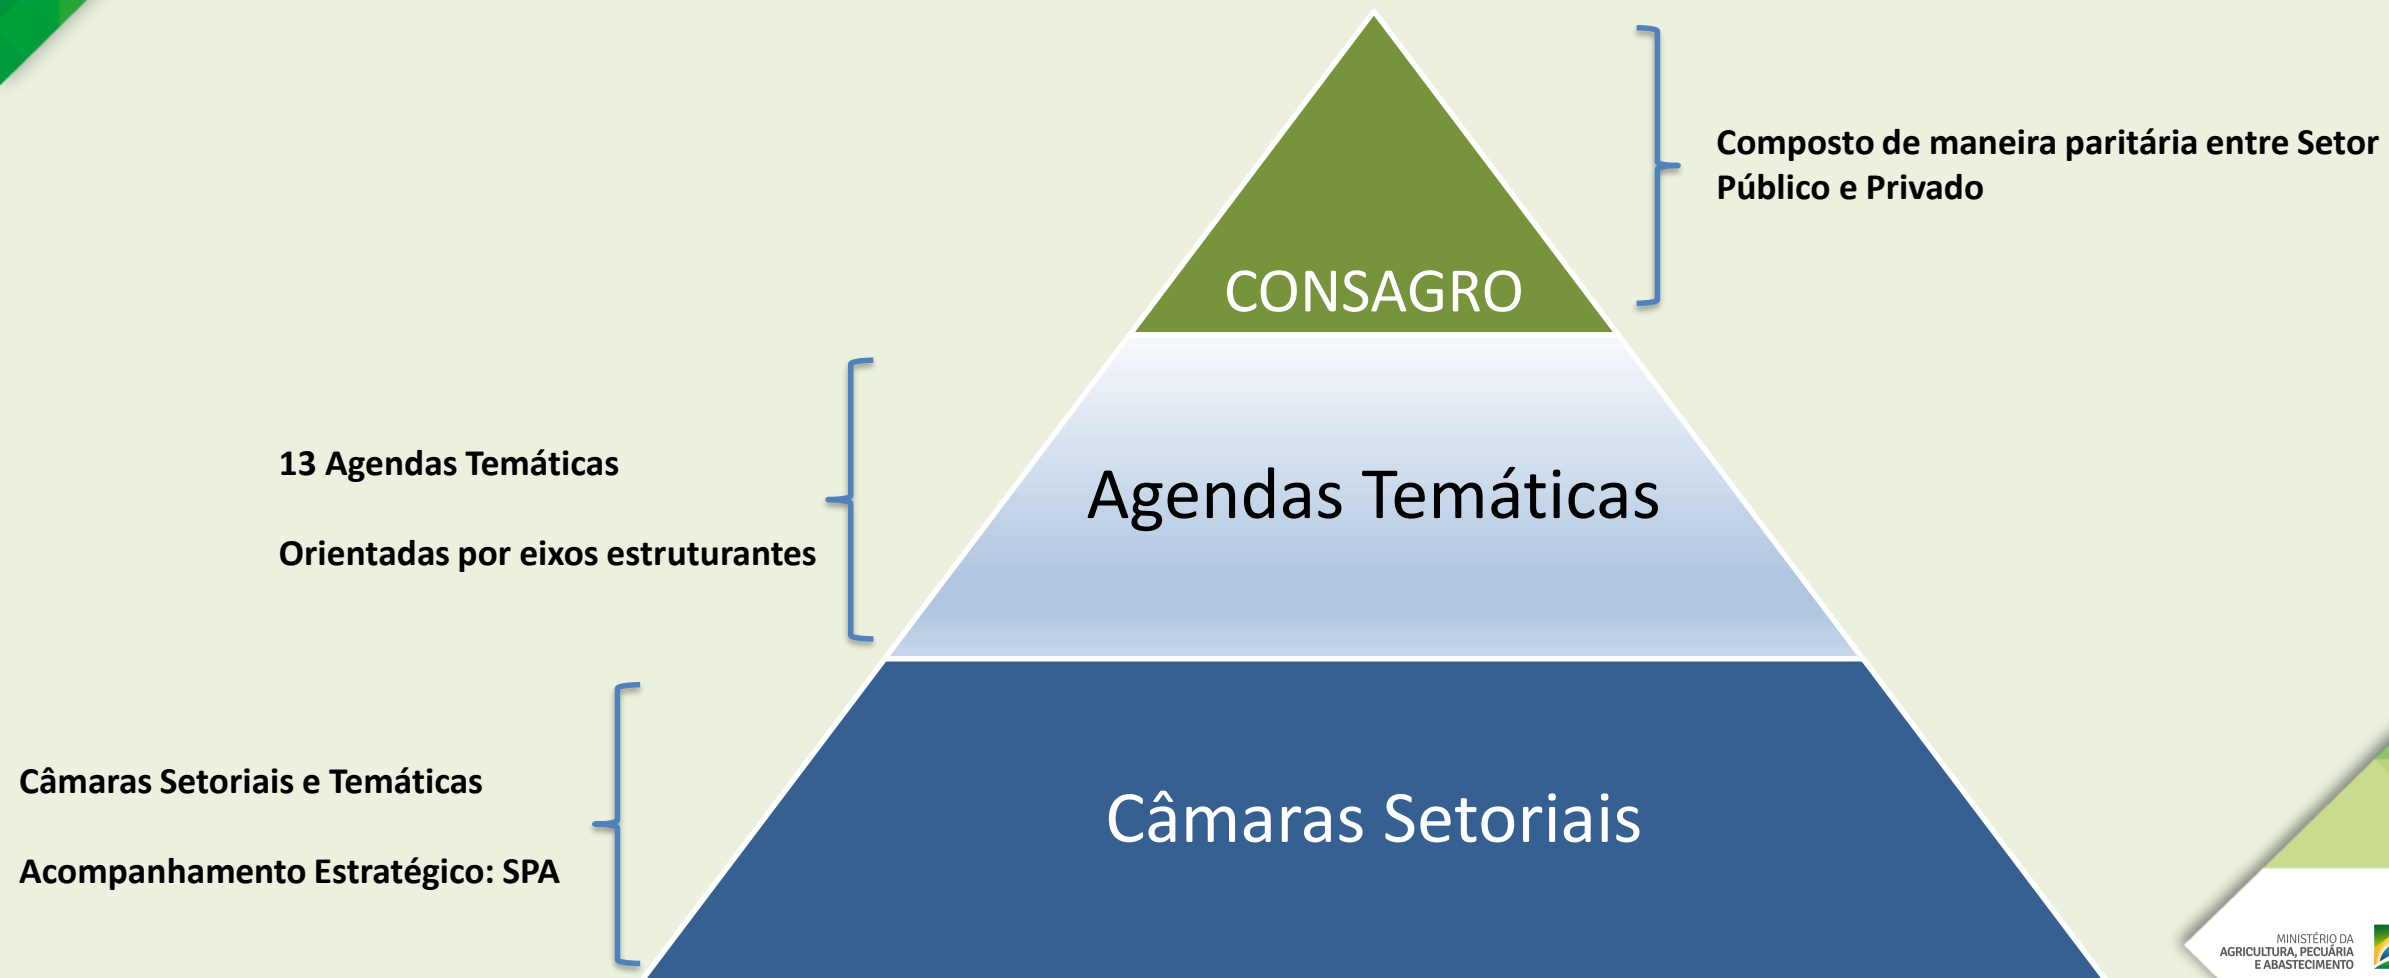 Composto de maneira paritária entre Setor
Público e Privado
CONSAGRO
13 Agendas Temáticas
Orientadas por eixos estruturantes
Agendas Temáticas
Câmaras Setoriais e Temáticas
Acompanhamento Estratégico: SPA
Câmaras Setoriais
MINISTÉRIO DA
AGRICULTURA, PECUÁRIA
E ABASTECIMENTO